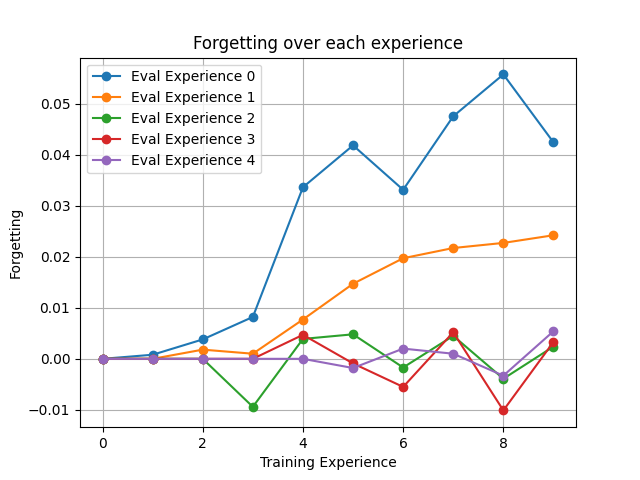 Forgetting over each experience
Eval Experience 0
Eval Experience 1
Eval Experience 2
Eval Experience 3
Eval Experience 4
0.05
0.04
0.03
0.02
0.01
0.00
−0.01
Forgetting
0 2 4 6 8
Training Experience